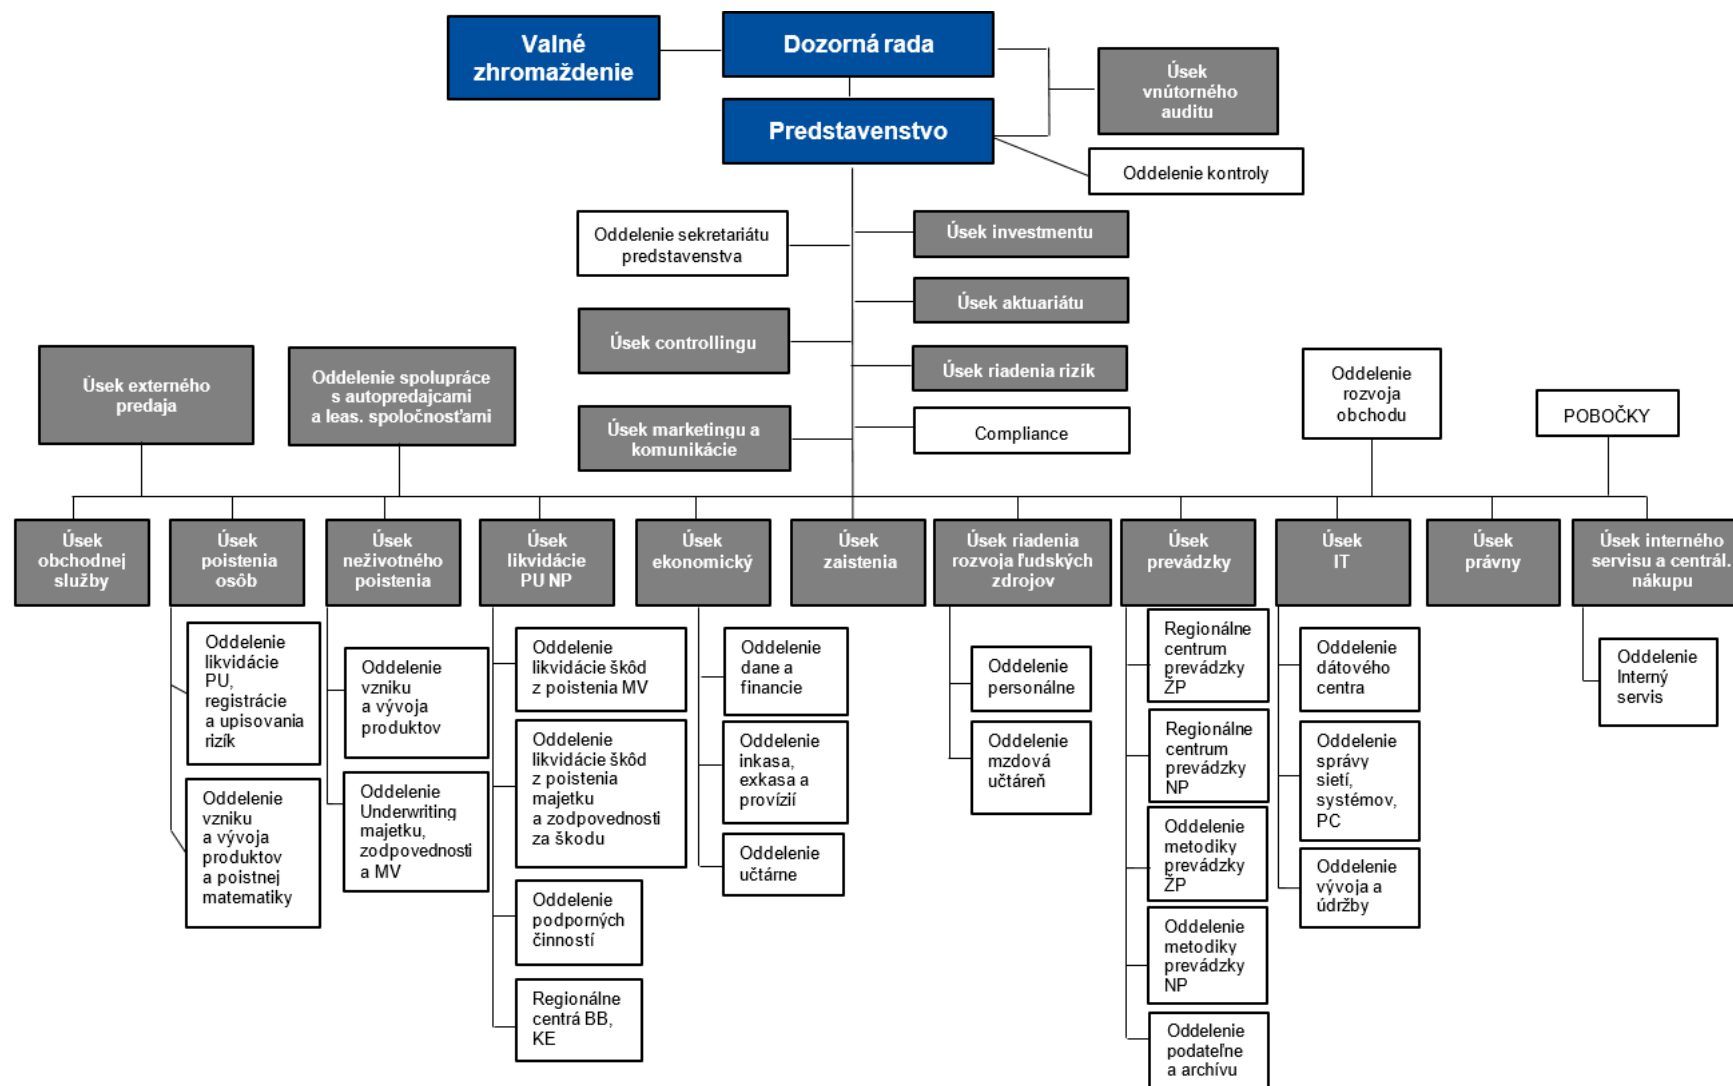 Valné
zhromaždenie
Dozorná rada
Úsek
vnútorného
auditu
Predstavenstvo
Oddelenie kontroly
Oddelenie sekretariátu
predstavenstva
Úsek investmentu
Úsek aktuariátu
Úsek controllingu
Úsek riadenia rizík
Úsek marketingu a
komunikácie
Compliance
Úsek externého
predaja
Oddelenie spolupráce
s autopredajcami
a leas. spoločnosťami
Oddelenie
rozvoja
obchodu
POBOČKY
Úsek
obchodnej
služby
Úsek
poistenia
osôb
Úsek
neživotného
poistenia
Úsek
likvidácie
PU NP
Úsek
ekonomický
Úsek
zaistenia
Úsek riadenia
rozvoja ľudských
zdrojov
Úsek
prevádzky
Úsek
IT
Úsek
právny
Úsek interného
servisu a centrál.
nákupu
Oddelenie
likvidácie
PU,
registrácie
a upisovania
rizík
Oddelenie
vzniku
a vývoja
produktov
a poistnej
matematiky
Oddelenie
vzniku
a vývoja
produktov
Oddelenie
Underwriting
majetku,
zodpovednosti
a MV
Oddelenie
likvidácie škôd
z poistenia MV
Oddelenie
likvidácie škôd
z poistenia
majetku
a zodpovednosti
za škodu
Oddelenie
podporných
činností
Regionálne
centrá BB,
KE
Oddelenie
dane a
financie
Oddelenie
inkasa,
exkasa a
provízií
Oddelenie
učtárne
Oddelenie
personálne
Oddelenie
mzdová
učtáreň
Regionálne
centrum
prevádzky
ŽP
Regionálne
centrum
prevádzky
NP
Oddelenie
metodiky
prevádzky
ŽP
Oddelenie
metodiky
prevádzky
NP
Oddelenie
podateľne
a archívu
Oddelenie
dátového
centra
Oddelenie
správy
sietí,
systémov,
PC
Oddelenie
vývoja a
údržby
Oddelenie
Interný
servis